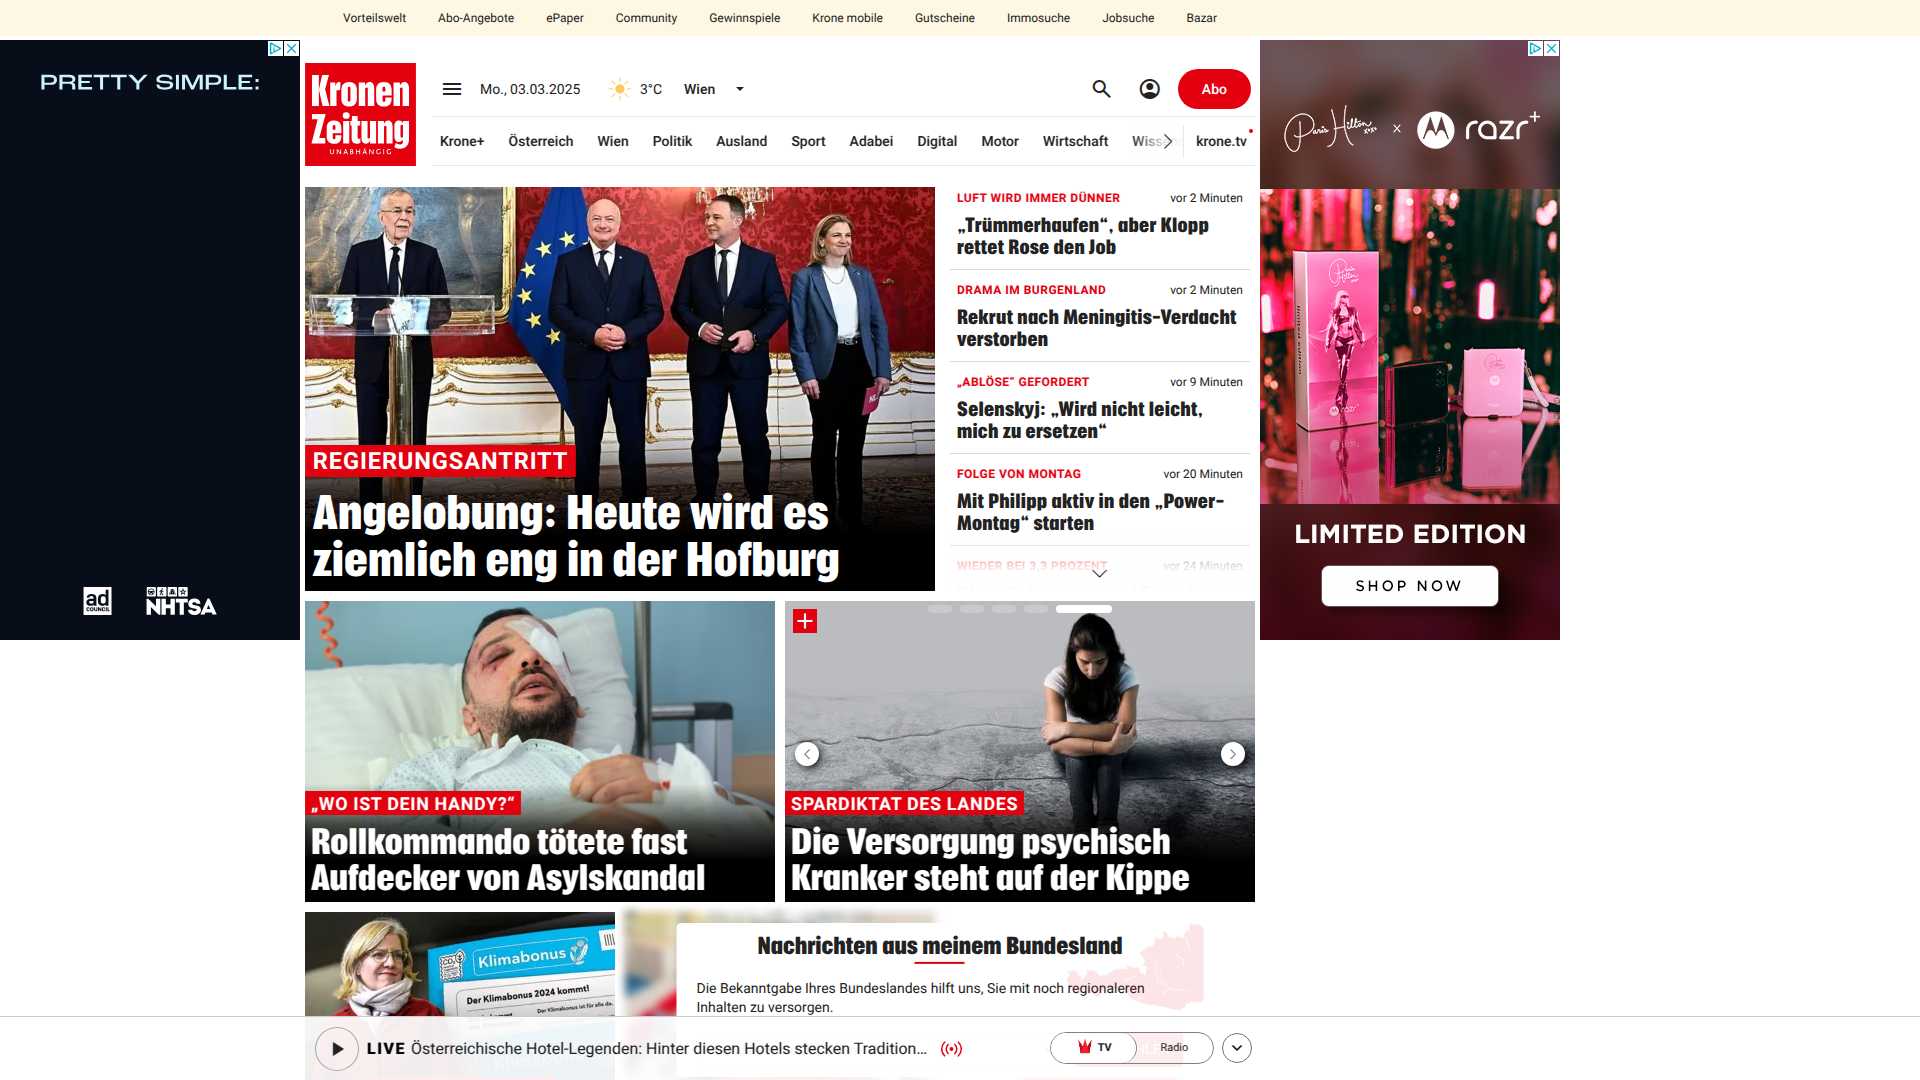 Vorteilswelt Abo-Angebote ePaper Community Gewinnspiele Krone mobile Gutscheine Immosuche Jobsuche Bazar
PRETTY SIMPLE:
ad
COUNCIL
NHTSA
Kronen
Zeitung
UNABHÄNGIG
Mo., 03.03.2025 3°C Wien
Abo
Krone+ Österreich Wien Politik Ausland Sport Adabei Digital Motor Wirtschaft krone.tv
REGIERUNGSANTRITT
Angelobung: Heute wird es
ziemlich eng in der Hofburg
LUFT WIRD IMMER DÜNNER vor 2 Minuten
„Trümmerhaufen“, aber Klopp
rettet Rose den Job
DRAMA IM BURGENLAND vor 2 Minuten
Rekrut nach Meningitis-Verdacht
verstorben
„ABLÖSE“ GEFORDERT vor 9 Minuten
Selenskyj: „Wird nicht leicht,
mich zu ersetzen“
FOLGE VON MONTAG vor 20 Minuten
Mit Philipp aktiv in den „Power-
Montag“ starten
WIEDER BEI 3,3 PROZENT vor 24 Minuten
Paris Hilton xoxo x razr+
LIMITED EDITION
SHOP NOW
„WO IST DEIN HANDY?“
Rollkommando tötete fast
Aufdecker von Asylskandal
SPARDIKTAT DES LANDES
Die Versorgung psychisch
Kranker steht auf der Kippe
Klimabonus
Der Klimabonus 2024 kommt!
Der Klimabonus ist für alle da.
Nachrichten aus meinem Bundesland
Die Bekanntgabe Ihres Bundeslandes hilft uns, Sie mit noch regionaleren
Inhalten zu versorgen.
LIVE Österreichische Hotel-Legenden: Hinter diesen Hotels stecken Tradition...
TV Radio